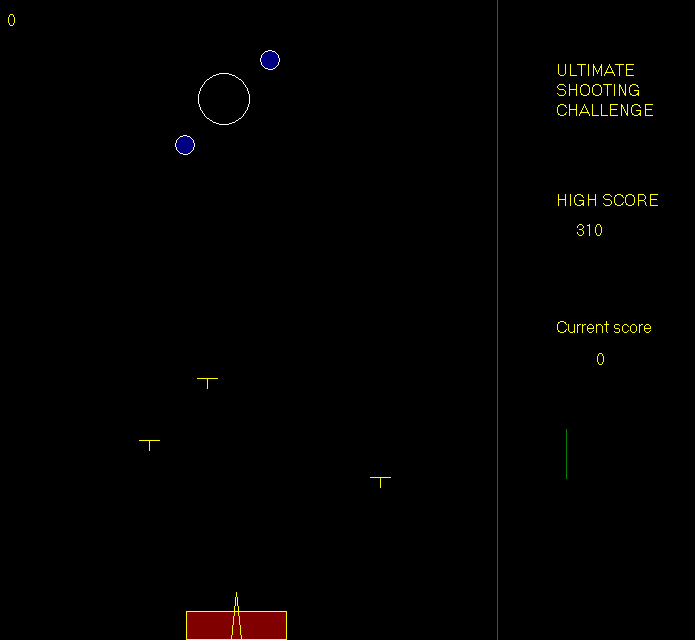 0
ULTIMATE
SHOOTING
CHALLENGE
HIGH SCORE
310
Current score
0